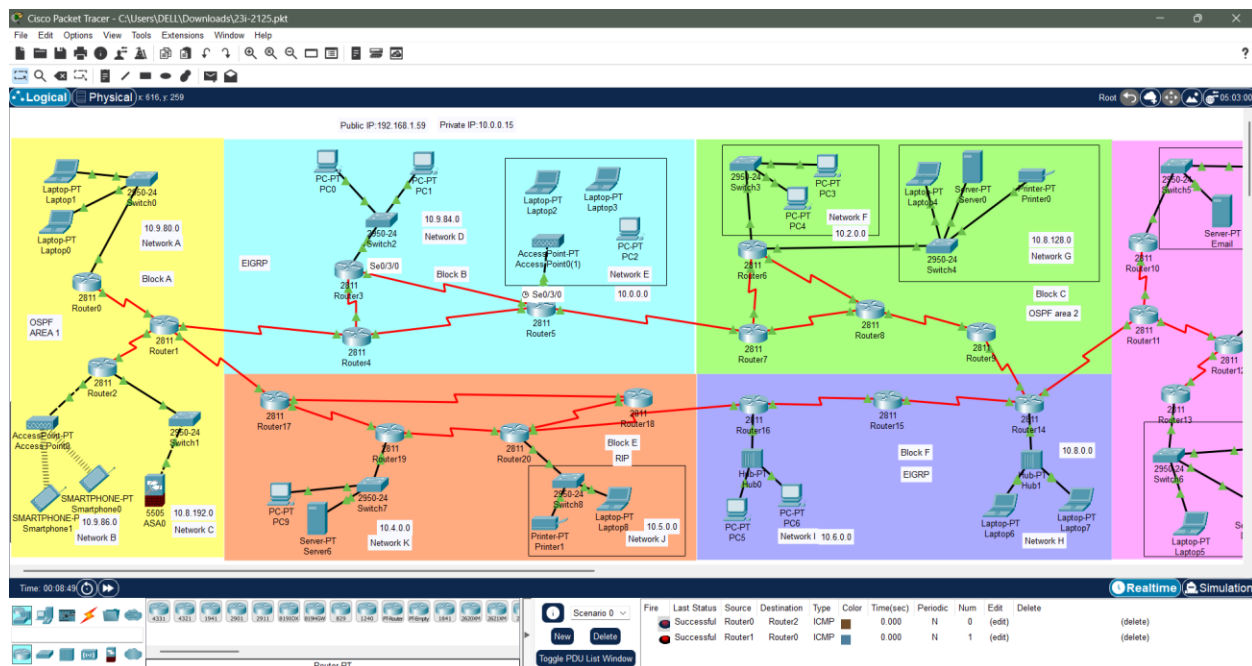 Cisco Packet Tracer - C:\Users\DELL\Downloads\23i-2125.pkt
File Edit Options View Tools Extensions Window Help
?
Logical Physical x: 616, y: 259
Root 05:03:00
Public IP:192.168.1.59 Private IP:10.0.0.15
Laptop-PT
Laptop1
2950-24
Switch0
Laptop-PT
Laptop0
10.9.80.0
Network A
Block A
2811
Router0
OSPF
AREA 1
2811
Router1
2811
Router2
2950-24
Switch1
SMARTPHONE-PT
Smartphone0
SMARTPHONE-P
Smartphone1
10.9.86.0
Network B
5505
ASA0
10.8.192.0
Network C
PC-PT
PC0
PC-PT
PC1
2950-24
Switch2
10.9.84.0
Network D
EIGRP
Se0/3/0
2811
Router3
Block B
2811
Router4
Laptop-PT
Laptop2
Laptop-PT
Laptop3
AccessPoint-PT
AccessPoint0(1)
PC-PT
PC2
Network E
10.0.0.0
Se0/3/0
2811
Router5
2950-24
Switch3
PC-PT
PC3
PC-PT
PC4
Network F
10.2.0.0
Laptop-PT
Laptop4
Server-PT
Server0
Printer-PT
Printer0
2950-24
Switch4
10.8.128.0
Network G
2811
Router6
Block C
OSPF area 2
2811
Router7
2811
Router8
2811
Router9
2950-24
Switch5
Server-PT
Email
2811
Router10
2811
Router11
2811
Router12
2811
Router13
2950-24
Switch6
Laptop-PT
Laptop5
2811
Router17
2811
Router18
2811
Router19
2811
Router20
Block E
RIP
2950-24
Switch7
PC-PT
PC9
Server-PT
Server6
10.4.0.0
Network K
2950-24
Switch8
Laptop-PT
Laptop8
Printer-PT
Printer1
10.5.0.0
Network J
2811
Router16
2811
Router15
2811
Router14
Hub-PT
Hub0
Block F
EIGRP
Hub-PT
Hub1
10.8.0.0
PC-PT
PC5
PC-PT
PC6
Network I 10.6.0.0
Laptop-PT
Laptop6
Laptop-PT
Laptop7
Network H
Time: 00:08:49
Realtime Simulation
4331 4321 1941 2901 2911 819IOX 819HGW 829 1240 PT-Router PT-Empty 1841 2620XM 2621XM
Scenario 0
New Delete
Toggle PDU List Window
Fire Last Status Source Destination Type Color Time(sec) Periodic Num Edit Delete
Successful Router0 Router2 ICMP 0.000 N 0 (edit) (delete)
Successful Router1 Router0 ICMP 0.000 N 1 (edit) (delete)